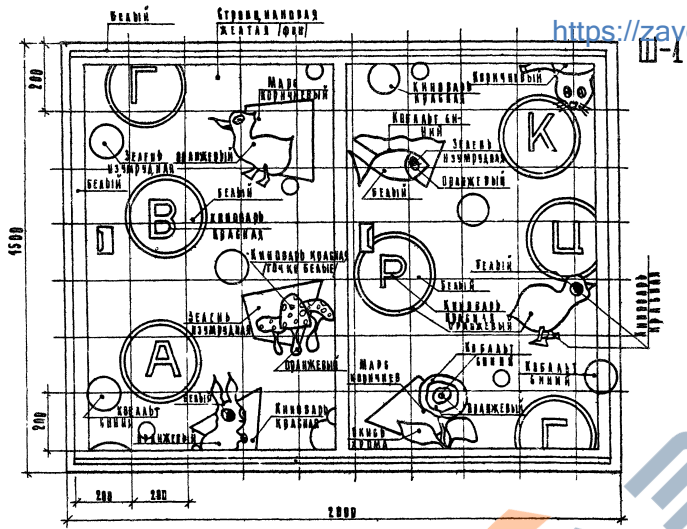 БЕЛЫЙ
СТРОНЦИАНОВАЯ
ЖЕЛТАЯ /ФОН/
https://zav
Ш-1
200
Г
МАРС
КОРИЧНЕВЫЙ
КИНОВАРЬ
КРАСНАЯ
КОРИЧНЕВЫЙ
К
КОБАЛЬТ СИ-
НИЙ
ЗЕЛЕНЬ
ИЗУМРУДНАЯ
ОРАНЖЕВЫЙ
ЗЕЛЕНЬ
ИЗУМРУДНАЯ
ОРАНЖЕВЫЙ
БЕЛЫЙ
БЕЛЫЙ
БЕЛЫЙ
В
КИНОВАРЬ
КРАСНАЯ
Ц
1500
КИНОВАРЬ КРАСНАЯ
/ТОЧКИ БЕЛЫЕ/
Р
БЕЛЫЙ
БЕЛЫЙ
КИНОВАРЬ
КРАСНАЯ
КИНОВАРЬ
ОРАНЖЕВЫЙ
ЗЕЛЕНЬ
ИЗУМРУДНАЯ
А
ОРАНЖЕВЫЙ
МАРС
КОРИЧНЕВ
КОБАЛЬТ
СИНИЙ
КОБАЛЬТ
СИНИЙ
200
КОБАЛЬТ
СИНИЙ
БЕЛЫЙ
ОРАНЖЕВЫЙ
КИНОВАРЬ
КРАСНАЯ
ОРАНЖЕВЫЙ
ОКИСЬ
ХРОМА
Г
200
200
2000